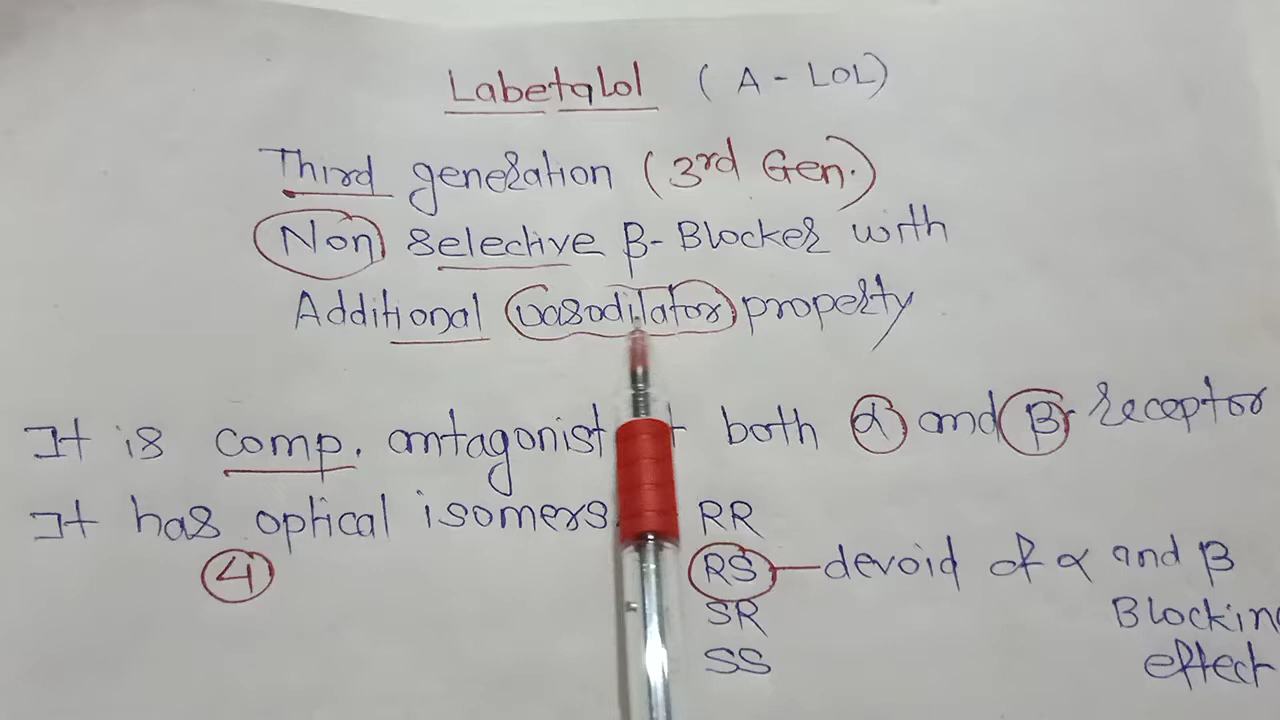 Labetalol (A - LOL)
Third generation (3rd Gen.)
Non selective β-Blocker with
Additional vasodilator property
It is comp. antagonist both α and β receptor
It has optical isomers RR
4 RS — devoid of α and β
SR Blocking
SS effect